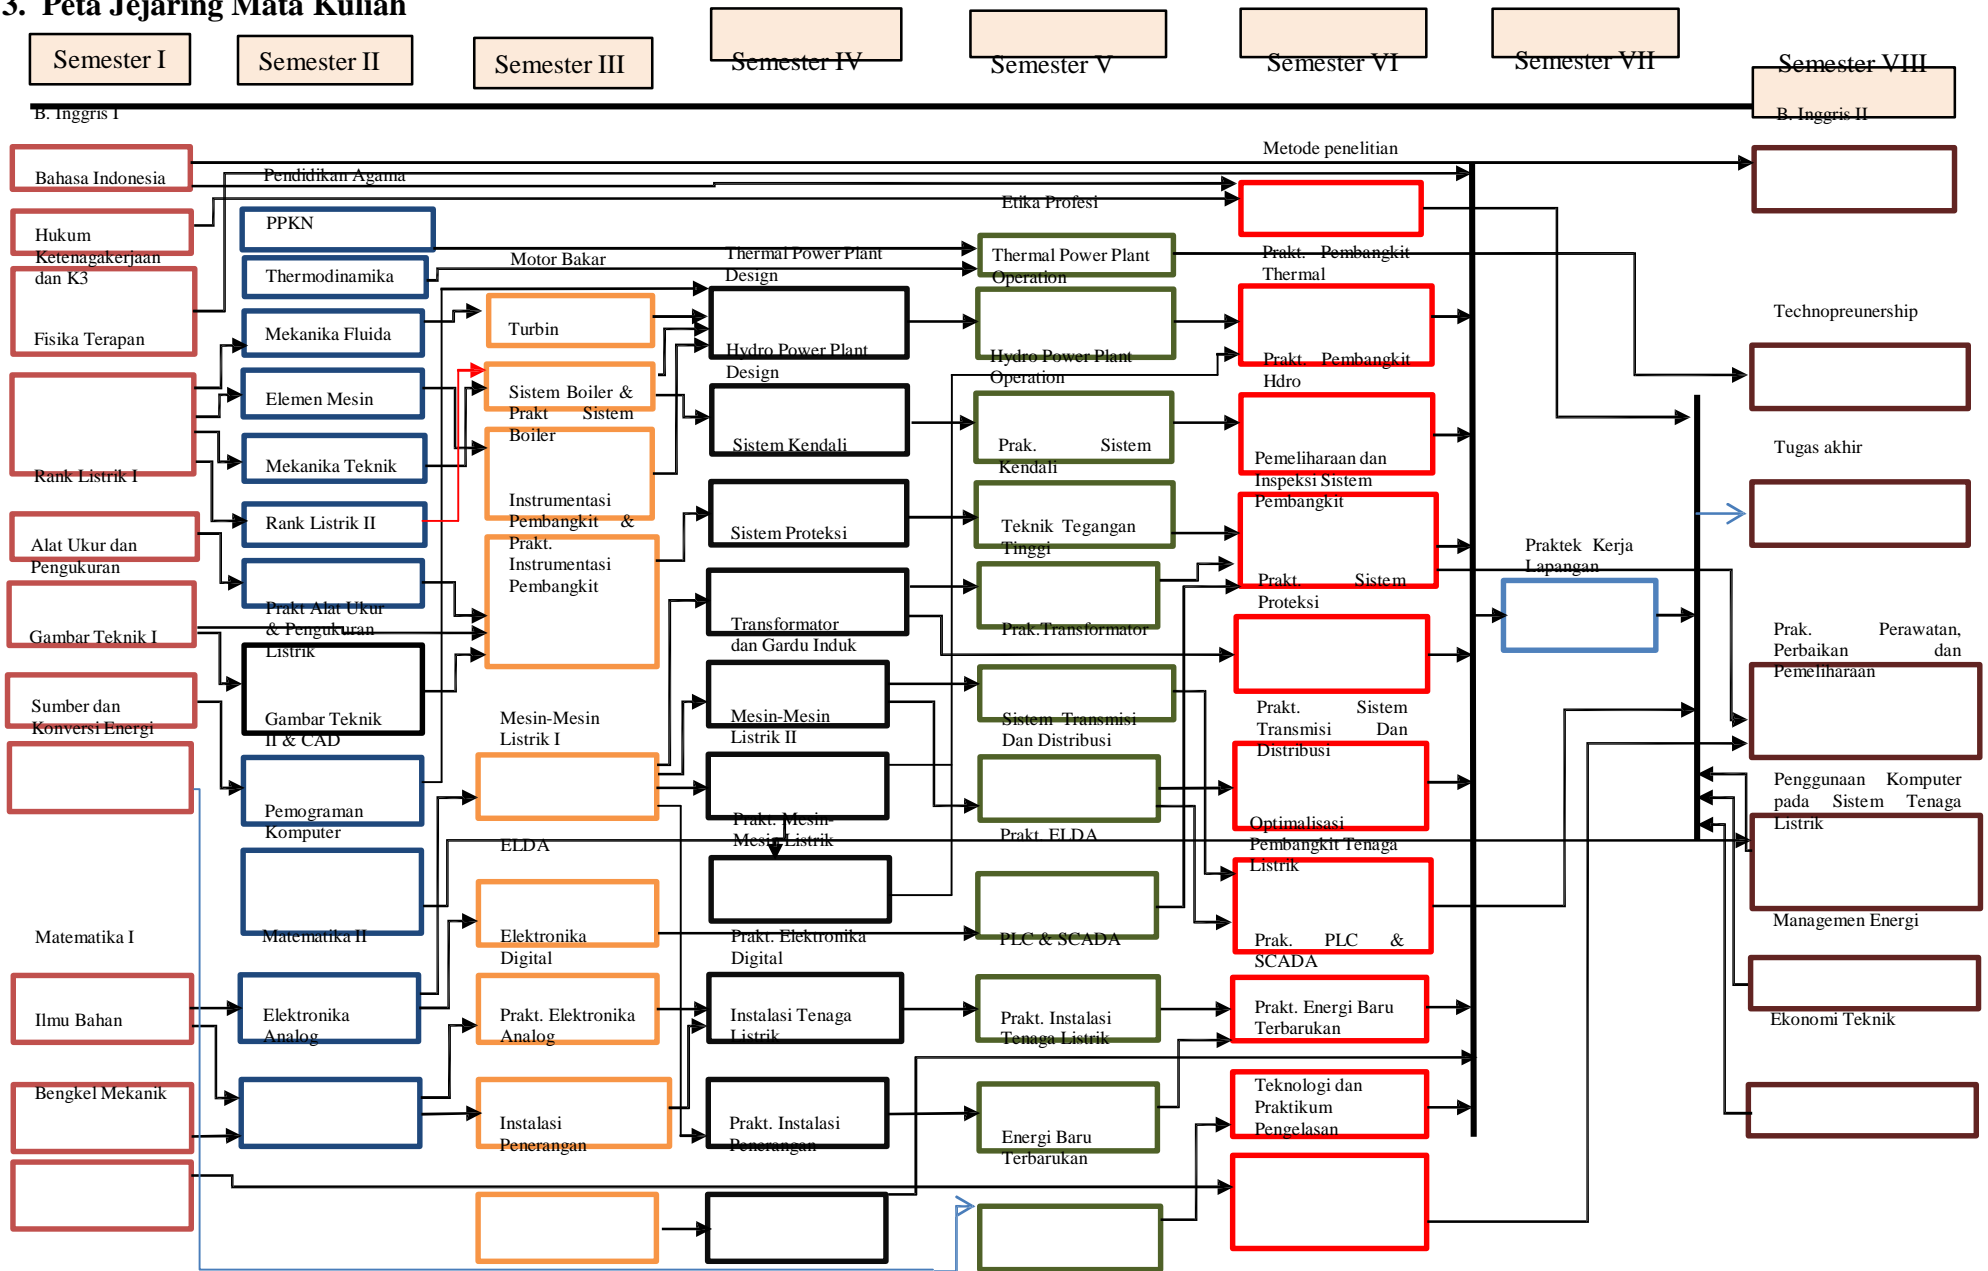 3. Peta Jejaring Mata Kuliah
Semester I
Semester II
Semester III
Semester IV
Semester V
Semester VI
Semester VII
Semester VIII
B. Inggris I
Bahasa Indonesia
Hukum
Ketenagakerjaan
dan K3
Fisika Terapan
Rank Listrik I
Alat Ukur dan
Pengukuran
Gambar Teknik I
Sumber dan
Konversi Energi
Matematika I
Ilmu Bahan
Bengkel Mekanik
Pendidikan Agama
PPKN
Thermodinamika
Mekanika Fluida
Elemen Mesin
Mekanika Teknik
Rank Listrik II
Prakt Alat Ukur
& Pengukuran
Listrik
Gambar Teknik
II & CAD
Pemograman
Komputer
Matematika II
Elektronika
Analog
Motor Bakar
Turbin
Sistem Boiler &
Prakt Sistem
Boiler
Instrumentasi
Pembangkit &
Prakt.
Instrumentasi
Pembangkit
Mesin-Mesin
Listrik I
ELDA
Elektronika
Digital
Prakt. Elektronika
Analog
Instalasi
Penerangan
Thermal Power Plant
Design
Hydro Power Plant
Design
Sistem Kendali
Sistem Proteksi
Transformator
dan Gardu Induk
Mesin-Mesin
Listrik II
Prakt. Mesin-
Mesin Listrik
Prakt. Elektronika
Digital
Instalasi Tenaga
Listrik
Prakt. Instalasi
Penerangan
Etika Profesi
Thermal Power Plant
Operation
Hydro Power Plant
Operation
Prak. Sistem
Kendali
Teknik Tegangan
Tinggi
Prak.Transformator
Sistem Transmisi
Dan Distribusi
Prakt. ELDA
PLC & SCADA
Prakt. Instalasi
Tenaga Listrik
Energi Baru
Terbarukan
Metode penelitian
Prakt. Pembangkit
Thermal
Prakt. Pembangkit
Hdro
Pemeliharaan dan
Inspeksi Sistem
Pembangkit
Prakt. Sistem
Proteksi
Prakt. Sistem
Transmisi Dan
Distribusi
Optimalisasi
Pembangkit Tenaga
Listrik
Prak. PLC &
SCADA
Prakt. Energi Baru
Terbarukan
Teknologi dan
Praktikum
Pengelasan
Praktek Kerja
Lapangan
B. Inggris II
Technopreunership
Tugas akhir
Prak. Perawatan,
Perbaikan dan
Pemeliharaan
Penggunaan Komputer
pada Sistem Tenaga
Listrik
Managemen Energi
Ekonomi Teknik